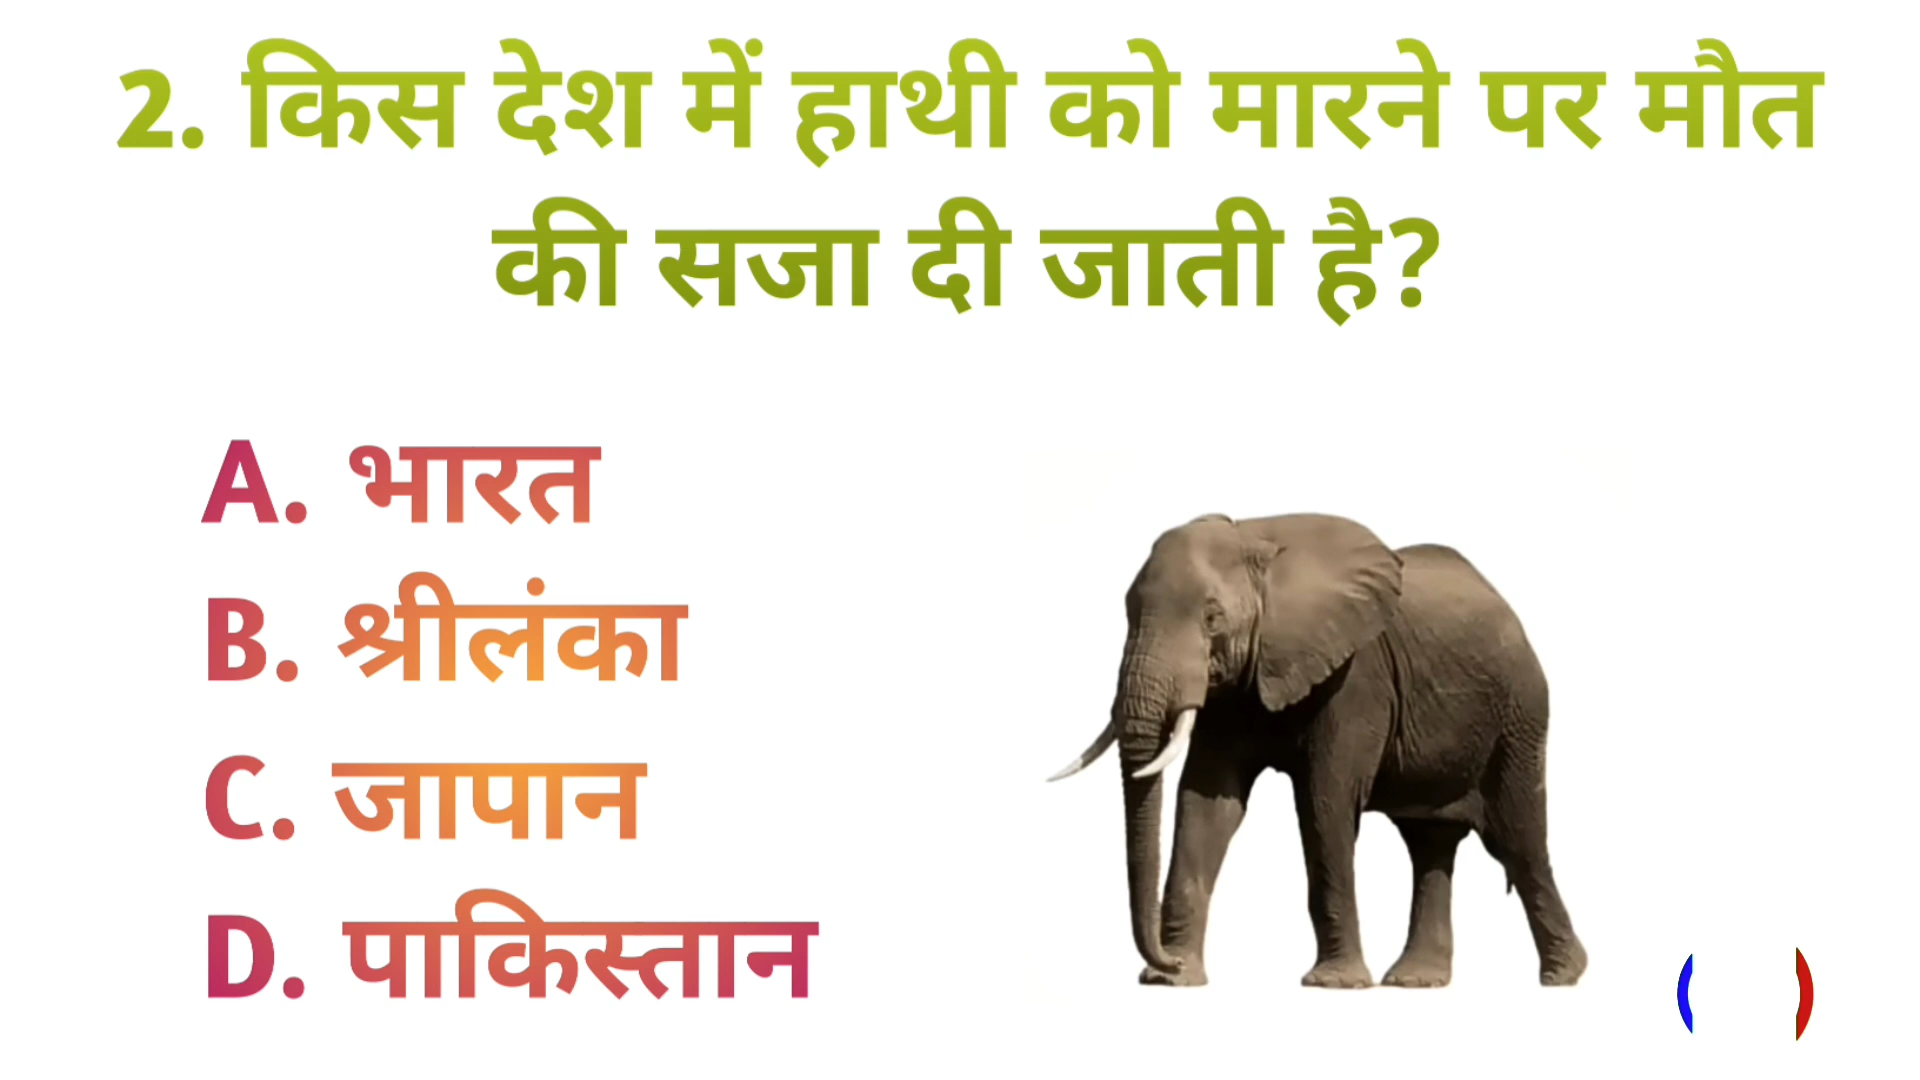 2. किस देश में हाथी को मारने पर मौत
की सजा दी जाती है?
A. भारत
B. श्रीलंका
C. जापान
D. पाकिस्तान